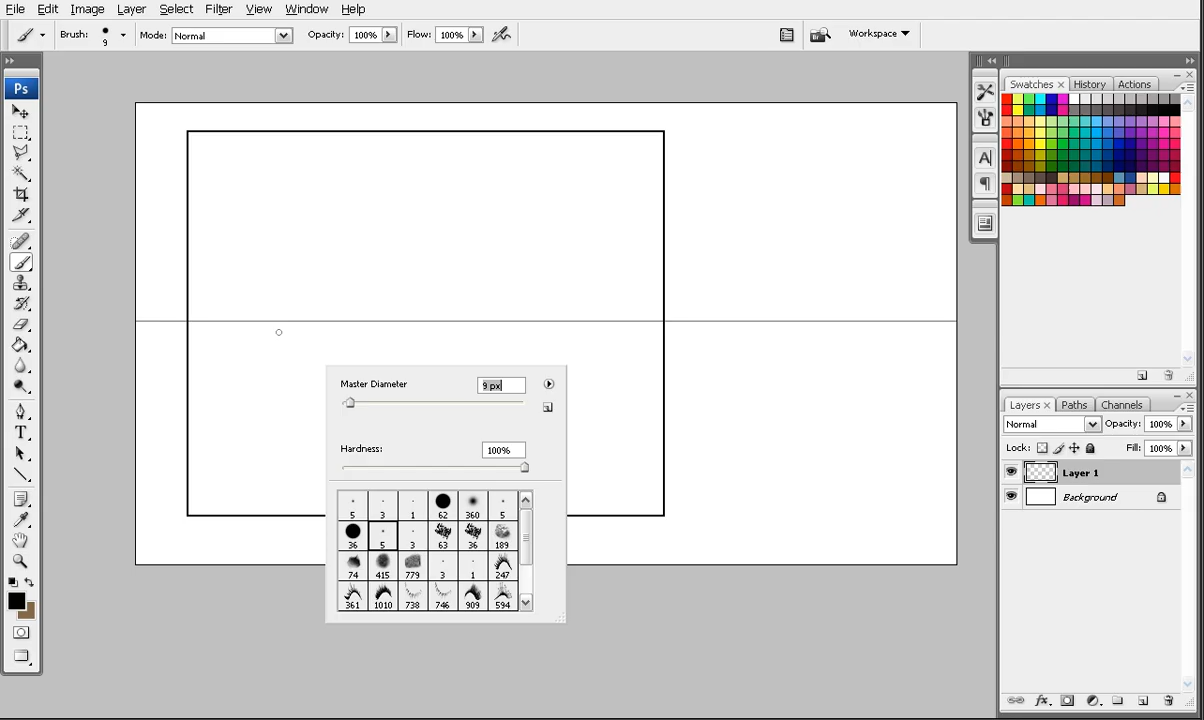 File Edit Image Layer Select Filter View Window Help
Brush: 9 Mode: Normal Opacity: 100% Flow: 100% Workspace
Ps
Swatches × History Actions
A
Master Diameter 9 px
Hardness: 100%
5 3 1 62 360 5
36 5 3 63 36 189
74 415 779 3 1 247
361 1010 738 746 909 594
T
Layers × Paths Channels
Normal Opacity: 100%
Lock: Fill: 100%
Layer 1
Background
fx